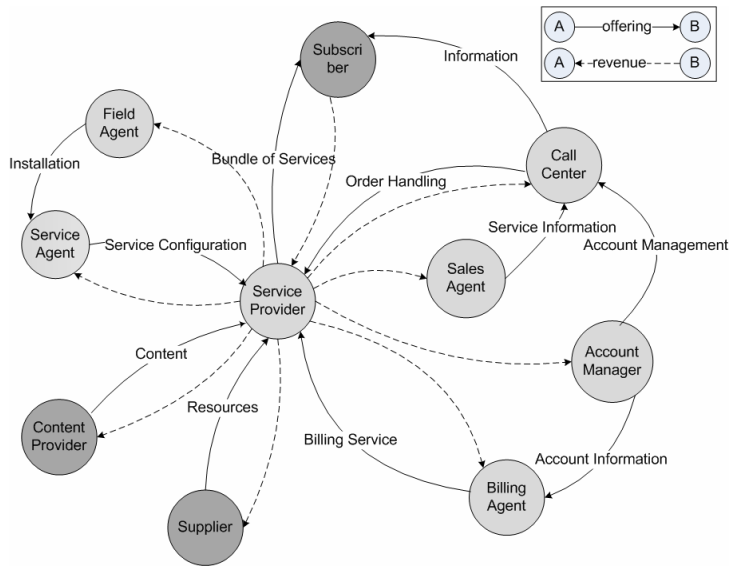 A
offering
B
A
revenue
B
Subscri
ber
Information
Field
Agent
Call
Center
Installation
Bundle of Services
Order Handling
Service
Agent
Service Configuration
Service Information
Account Management
Sales
Agent
Service
Provider
Content
Account
Manager
Resources
Content
Provider
Billing Service
Account Information
Billing
Agent
Supplier